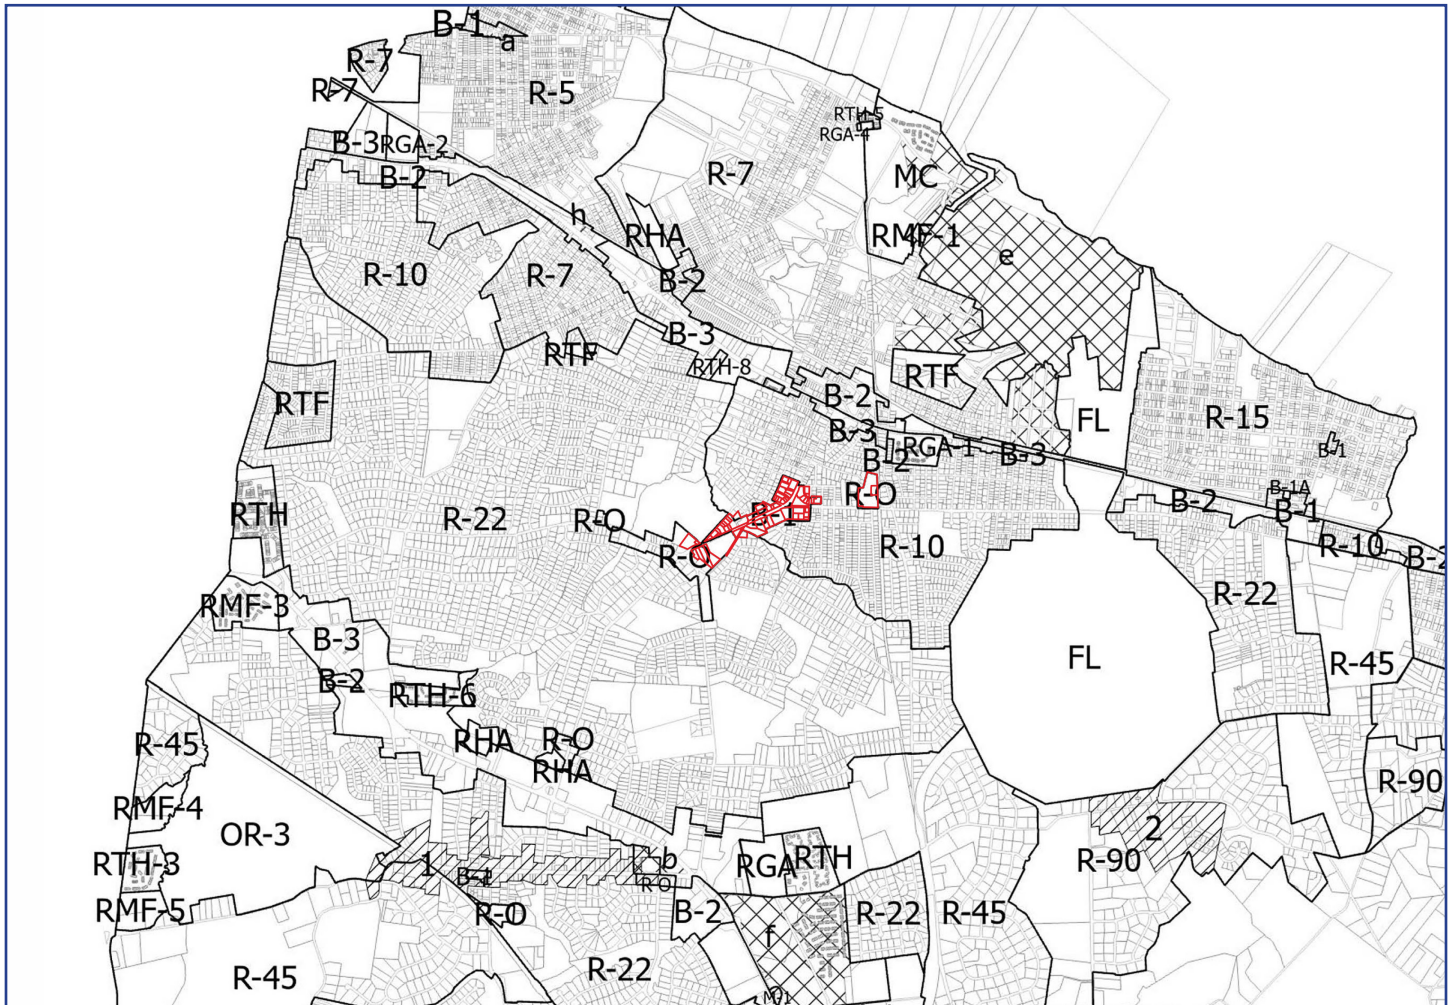 B-1
a
R-7
R-7
R-5
B-3
RGA-2
B-2
RTH-5
RGA-4
R-7
MC
h
RHA
RMF-1
e
R-10
R-7
B-2
B-3
RTF
RTH-8
RTF
B-2
RTF
FL
R-15
B-3
RGA-1
B-2
B-3
B-1
R-O
B-1A
B-2
B-1
RTH
R-22
R-O
B-1
R-O
R-10
R-10
B-2
RMF-3
R-22
B-3
FL
R-45
B-2
RTH-6
R-45
RHA
R-O
RHA
R-90
RMF-4
OR-3
2
RTH-3
1
b
RGA
RTH
R-90
B-1
R-O
RMF-5
R-O
B-2
R-22
R-45
f
R-45
R-22
M-1